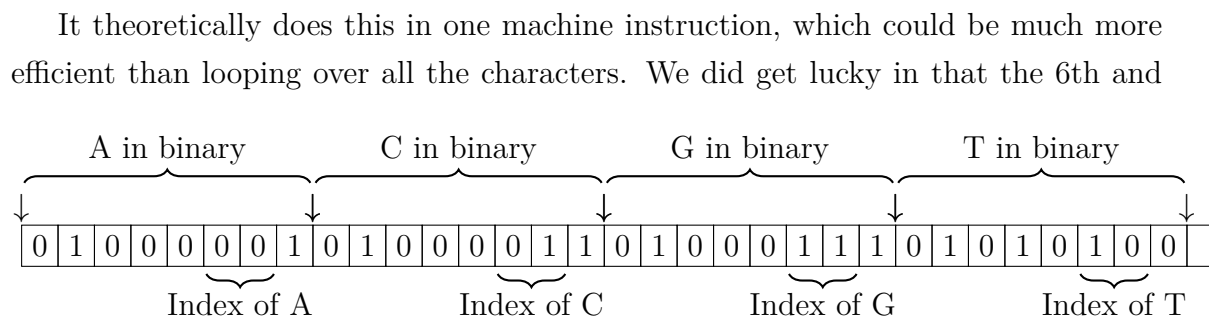 It theoretically does this in one machine instruction, which could be much more
efficient than looping over all the characters. We did get lucky in that the 6th and
A in binary C in binary G in binary T in binary
0 1 0 0 0 0 0 1 0 1 0 0 0 0 1 1 0 1 0 0 0 1 1 1 0 1 0 1 0 1 0 0
Index of A Index of C Index of G Index of T